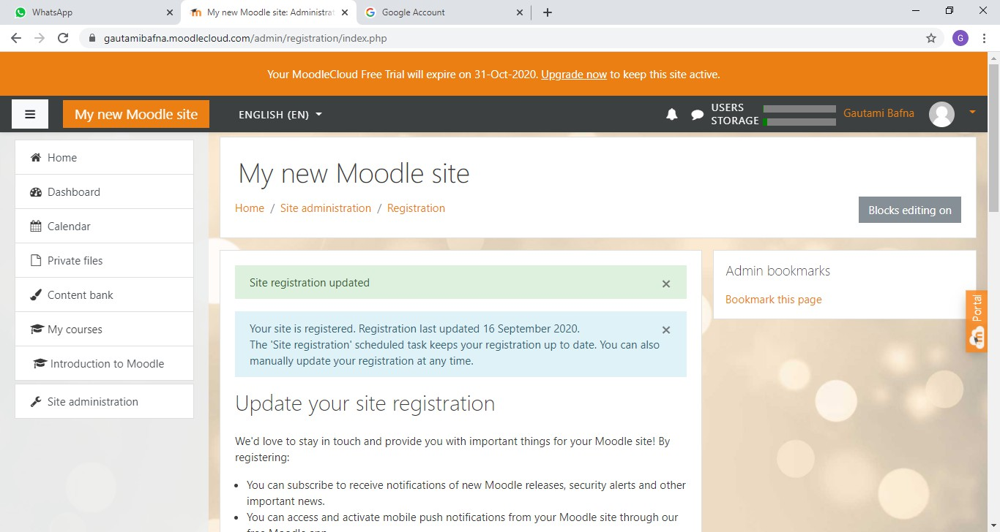 WhatsApp
My new Moodle site: Administrat
Google Account
gautamibafna.moodlecloud.com/admin/registration/index.php
G
Your MoodleCloud Free Trial will expire on 31-Oct-2020. Upgrade now to keep this site active.
My new Moodle site
ENGLISH (EN)
USERS
STORAGE
Gautami Bafna
Home
Dashboard
Calendar
Private files
Content bank
My courses
Introduction to Moodle
Site administration
My new Moodle site
Home / Site administration / Registration
Blocks editing on
Site registration updated
Your site is registered. Registration last updated 16 September 2020.
The 'Site registration' scheduled task keeps your registration up to date. You can also
manually update your registration at any time.
Update your site registration
We'd love to stay in touch and provide you with important things for your Moodle site! By
registering:
• You can subscribe to receive notifications of new Moodle releases, security alerts and other
important news.
• You can access and activate mobile push notifications from your Moodle site through our
free Moodle app
Admin bookmarks
Bookmark this page
Portal